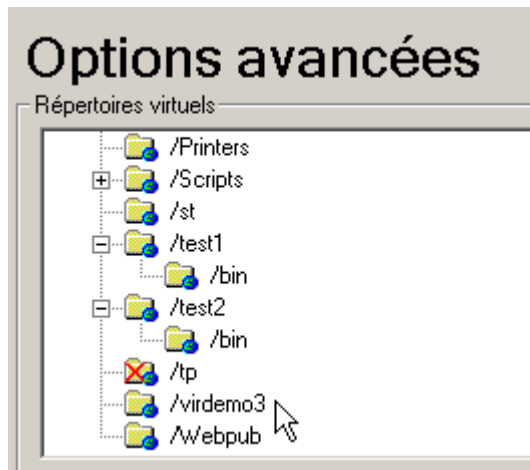 Options avancées
Répertoires virtuels
/Printers
/Scripts
/st
/test1
/bin
/test2
/bin
/tp
/virdemo3
/Webpub